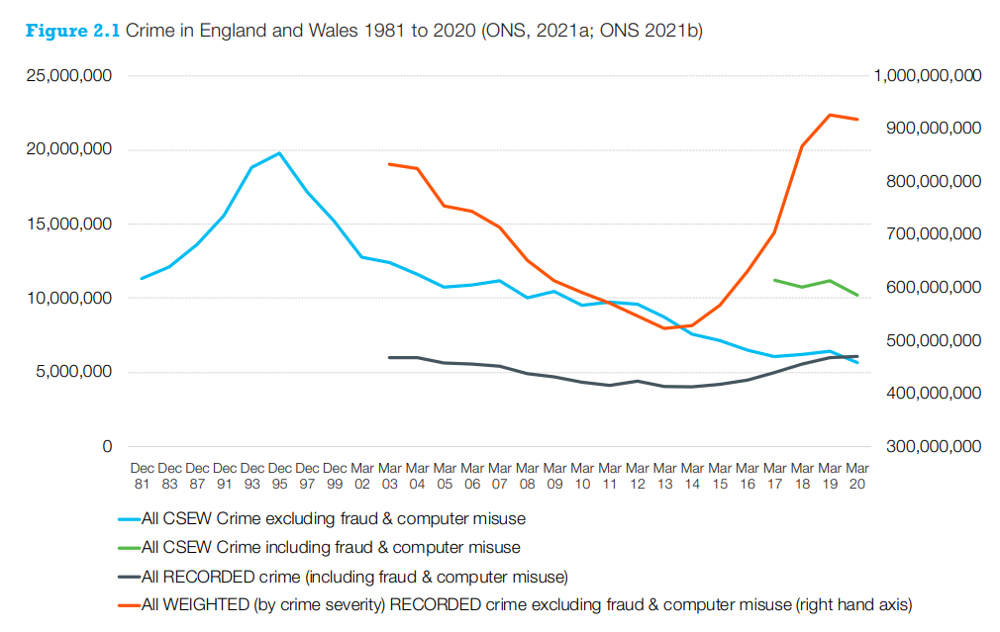 Figure 2.1 Crime in England and Wales 1981 to 2020 (ONS, 2021a; ONS 2021b)
25,000,000
20,000,000
15,000,000
10,000,000
5,000,000
0
1,000,000,000
900,000,000
800,000,000
700,000,000
600,000,000
500,000,000
400,000,000
300,000,000
Dec Dec Dec Dec Dec Dec Dec Dec Mar Mar Mar Mar Mar Mar Mar Mar Mar Mar Mar Mar Mar Mar Mar Mar Mar Mar Mar
81 83 87 91 93 95 97 99 02 03 04 05 06 07 08 09 10 11 12 13 14 15 16 17 18 19 20
All CSEW Crime excluding fraud & computer misuse
All CSEW Crime including fraud & computer misuse
All RECORDED crime (including fraud & computer misuse)
All WEIGHTED (by crime severity) RECORDED crime excluding fraud & computer misuse (right hand axis)